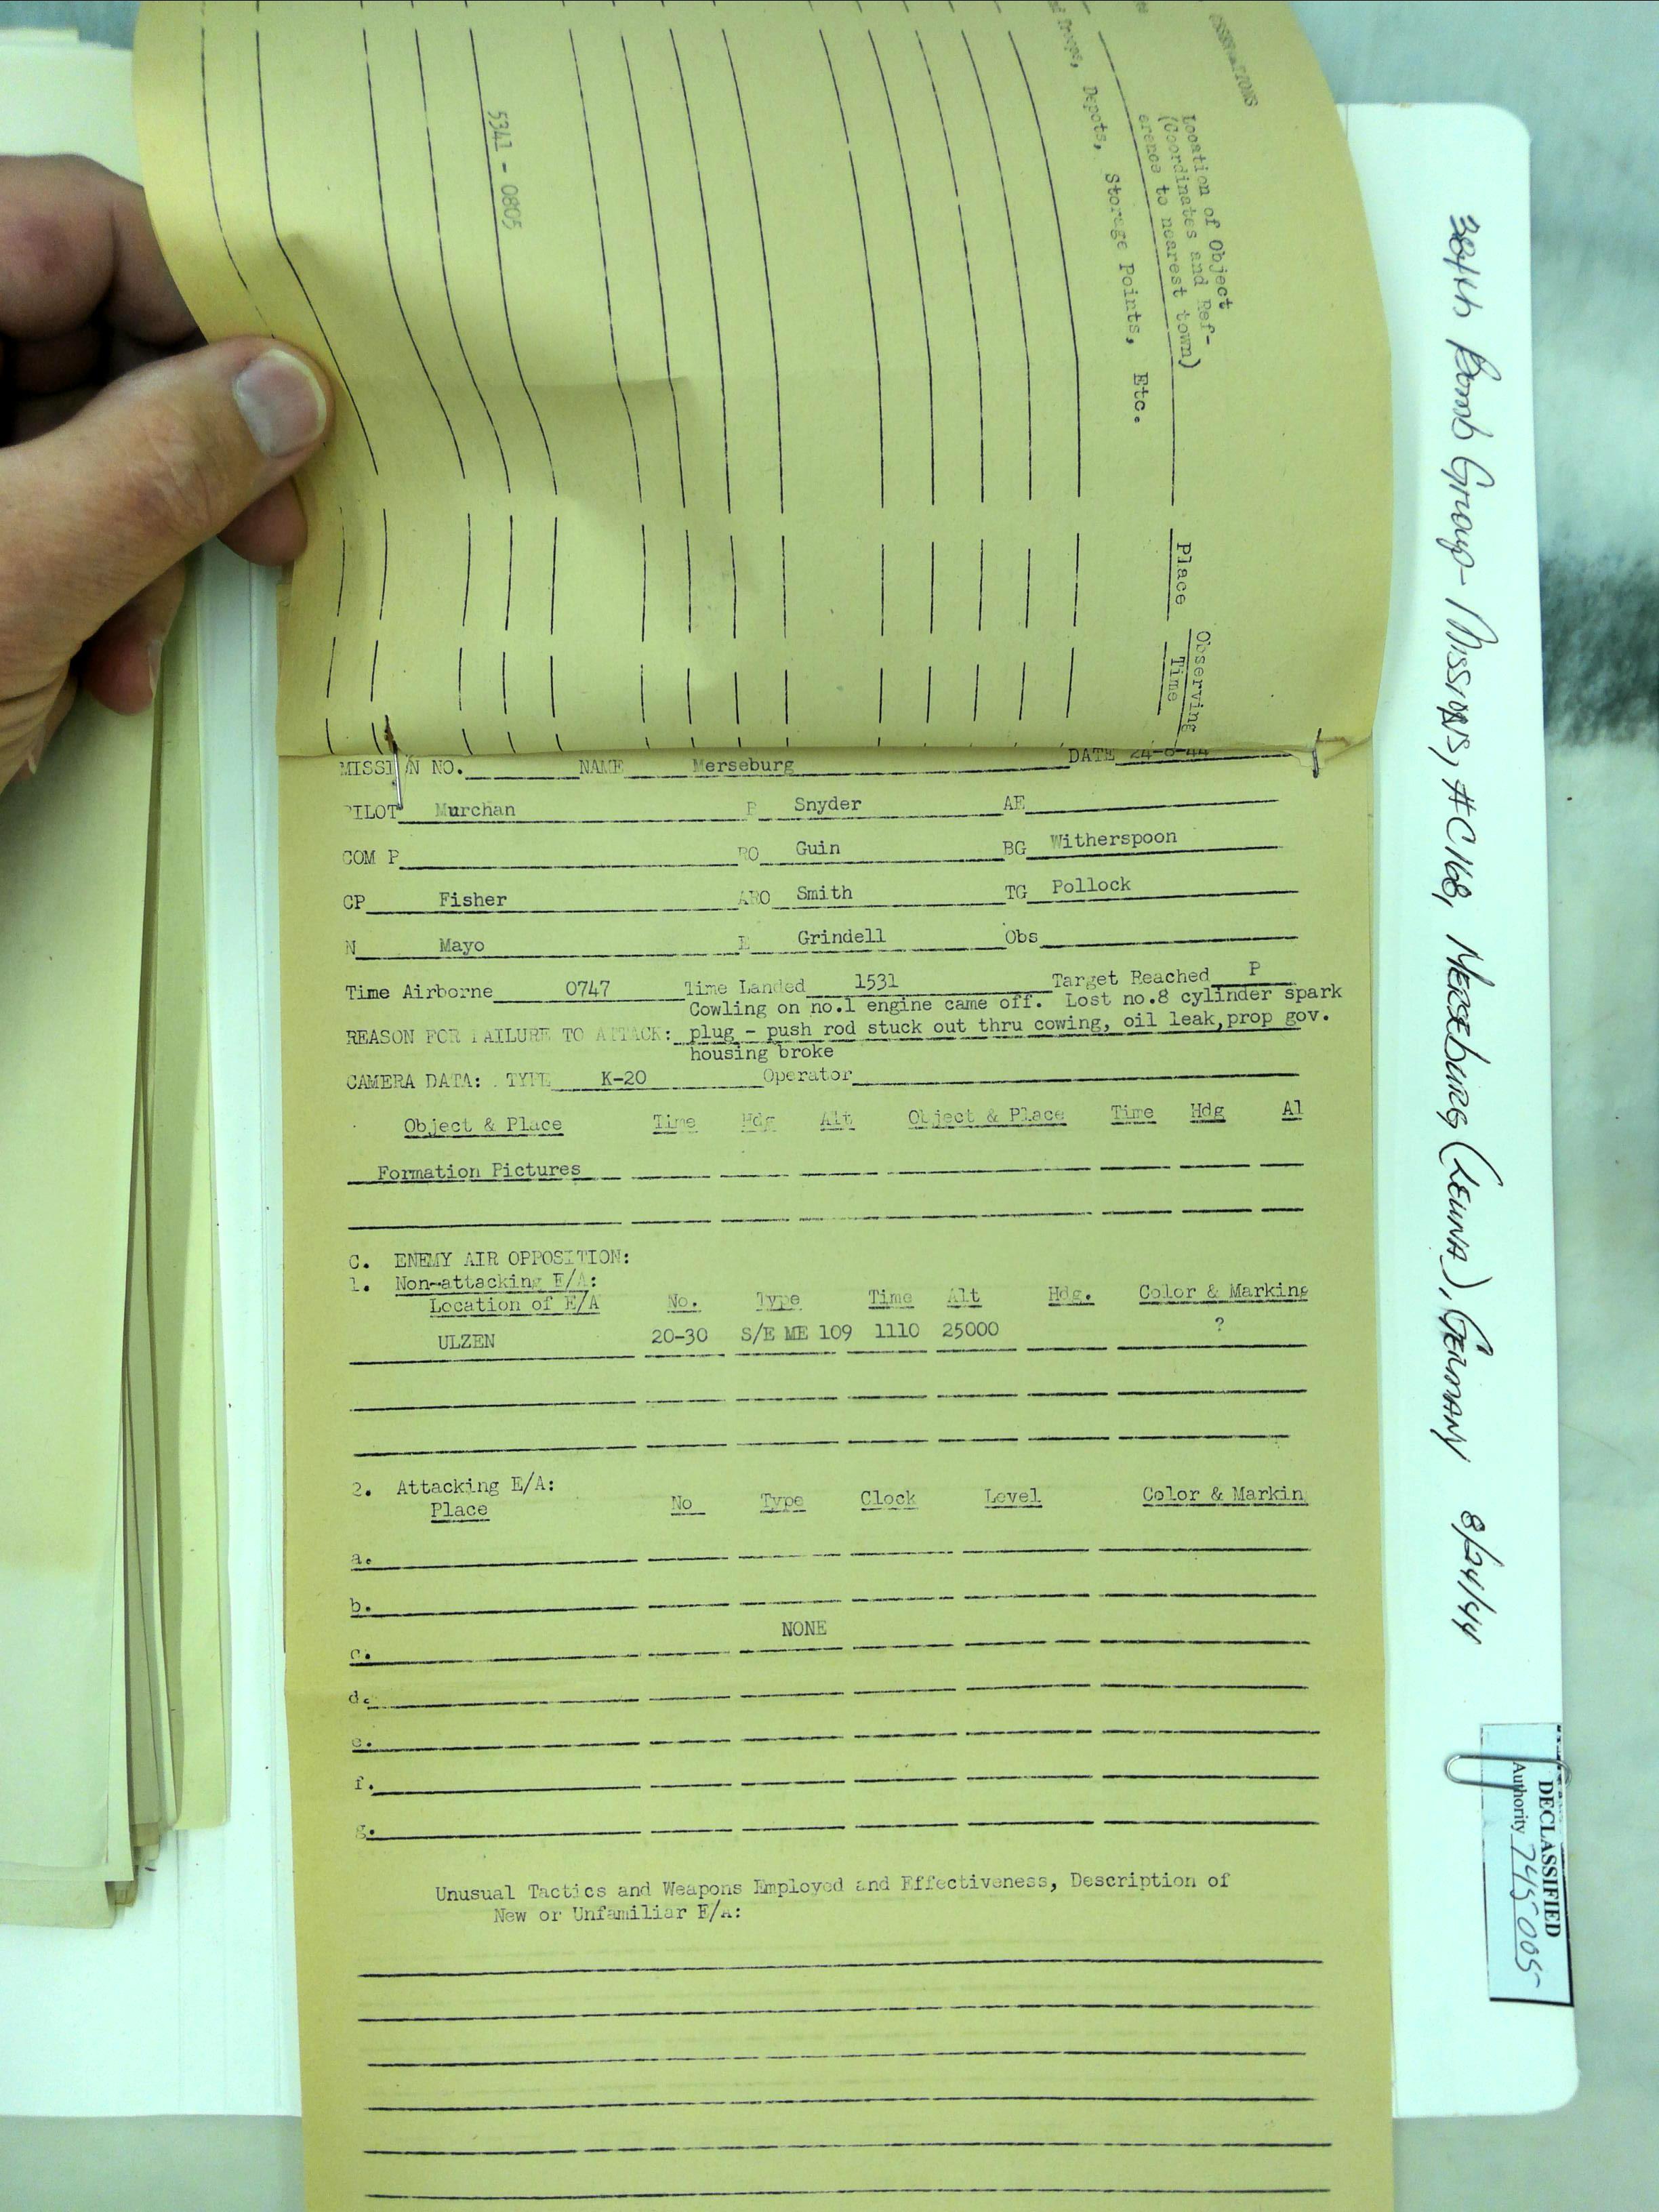 Location of Object
(Coordinates and Ref-
erence to nearest town)
Place
Observing
Time
Depots, Storage Points, Etc.
5341 - 0805
MISSION NO. NAME Merseburg DATE 24-8-44
PILOT Murchan B Snyder AE
COM P RO Guin BG Witherspoon
CP Fisher ARO Smith TG Pollock
N Mayo E Grindell Obs
Time Airborne 0747 Time Landed 1531 Target Reached P
Cowling on no.1 engine came off. Lost no.8 cylinder spark
REASON FOR FAILURE TO ATTACK: plug - push rod stuck out thru cowing, oil leak,prop gov.
housing broke
CAMERA DATA: TYPE K-20 Operator
Object & Place Time Hdg Alt Object & Place Time Hdg Al
Formation Pictures
C. ENEMY AIR OPPOSITION:
1. Non-attacking E/A:
Location of E/A No. Type Time Alt Hdg. Color & Marking
ULZEN 20-30 S/E ME 109 1110 25000 ?
2. Attacking E/A:
Place No Type Clock Level Color & Markin
a.
b.
NONE
c.
d.
e.
f.
g.
Unusual Tactics and Weapons Employed and Effectiveness, Description of
New or Unfamiliar E/A:
384th Bomb Group - Missions, #C168, Merseburg (Leuna), Germany 8/24/44
DECLASSIFIED
Authority 745005